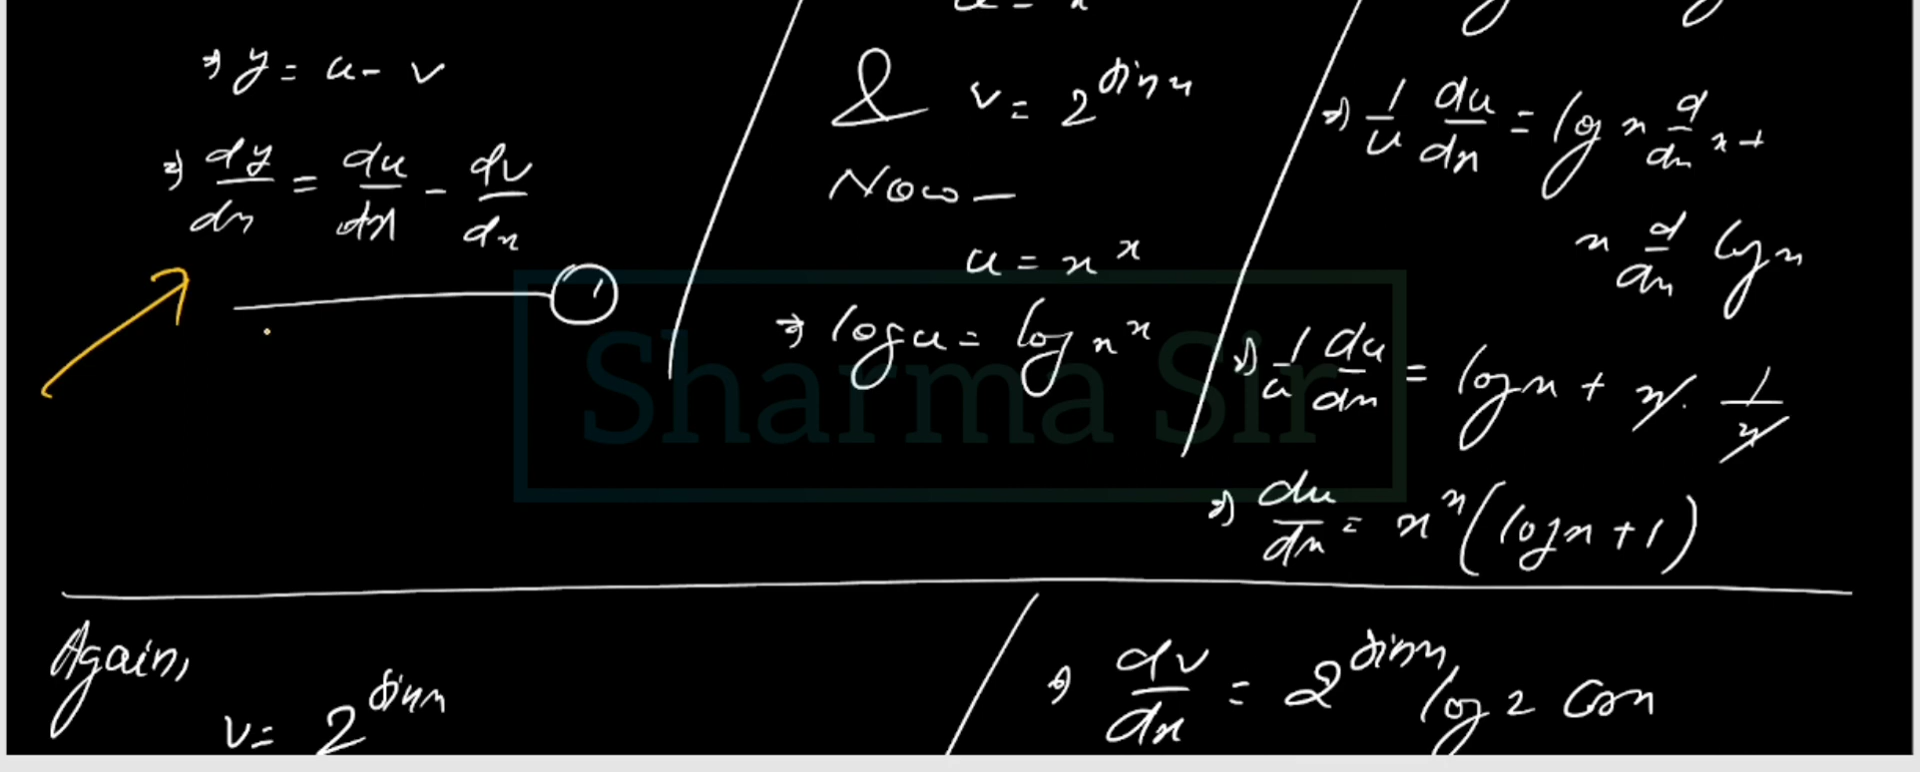 ⇒ y = u - v
⇒ dy/dx = du/dx - dv/dx
1
& v = 2^sinx
Now -
u = x^x
⇒ log u = log x^x
⇒ 1/u du/dx = log x d/dx x +
x d/dx log x
⇒ 1/u du/dx = log x + x. 1/x
⇒ du/dx = x^x (log x + 1)
Sharma Sir
Again,
v = 2^sinx
⇒ dv/dx = 2^sinx log 2 cosx